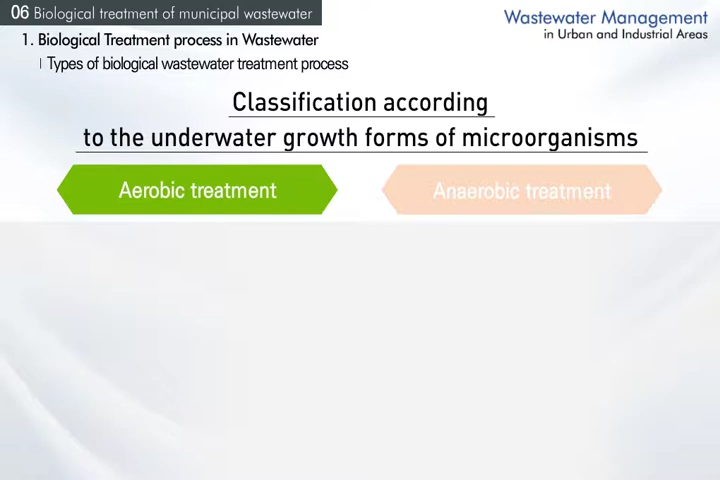 06 Biological treatment of municipal wastewater
Wastewater Management
in Urban and Industrial Areas
1. Biological Treatment process in Wastewater
| Types of biological wastewater treatment process
Classification according
to the underwater growth forms of microorganisms
Aerobic treatment
Anaerobic treatment